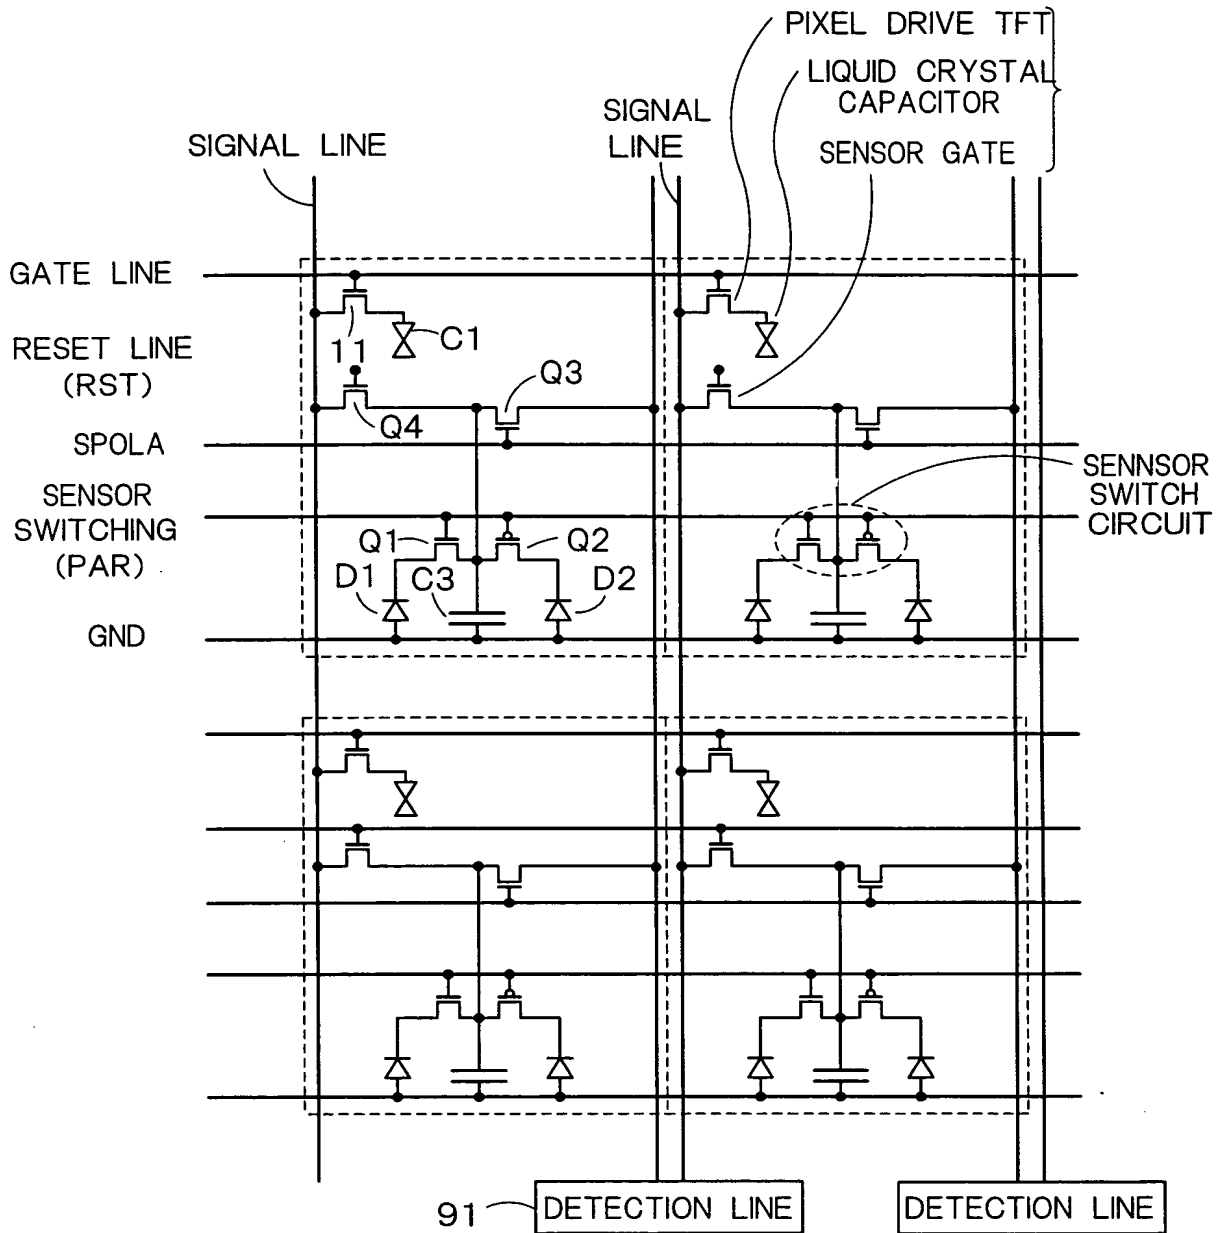 PIXEL DRIVE TFT
LIQUID CRYSTAL
CAPACITOR
SENSOR GATE
SIGNAL
LINE
SIGNAL LINE
GATE LINE
11
C1
RESET LINE
(RST)
Q3
Q4
SPOLA
SENSOR
SWITCHING
(PAR)
SENNSOR
SWITCH
CIRCUIT
Q1
Q2
D1
C3
D2
GND
91
DETECTION LINE
DETECTION LINE